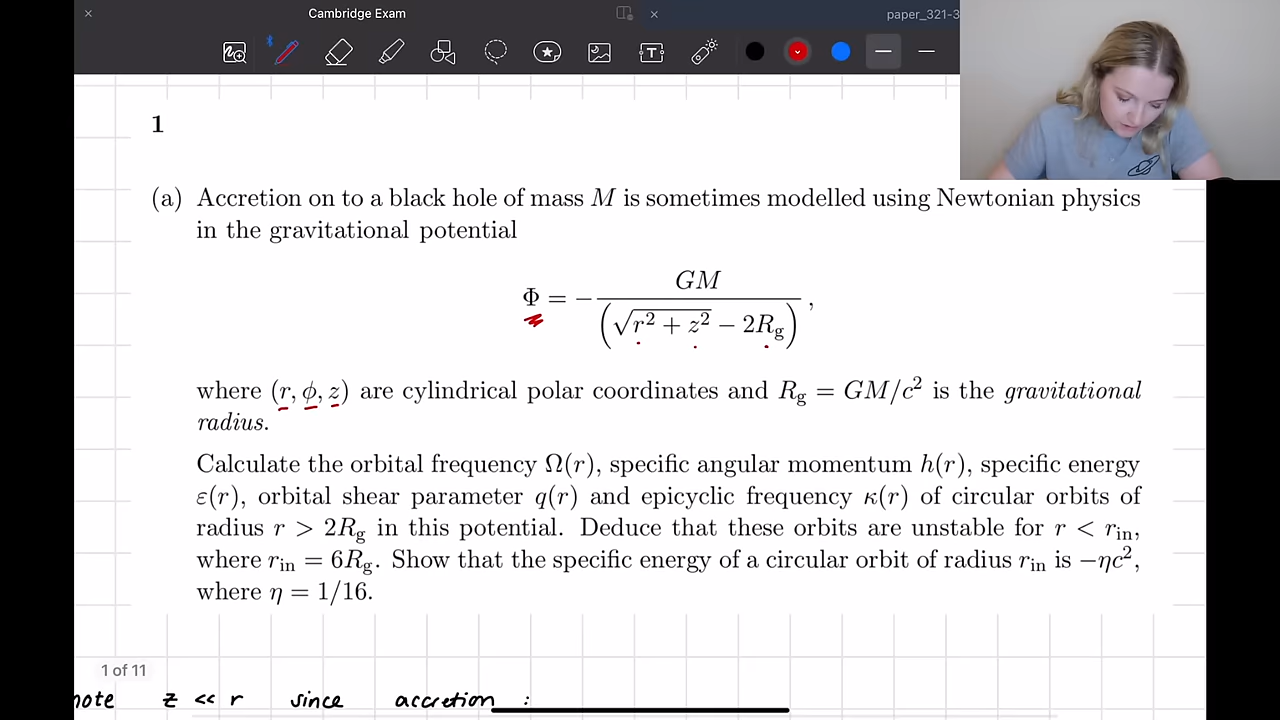 Cambridge Exam
paper_321-3
1
(a) Accretion on to a black hole of mass M is sometimes modelled using Newtonian physics
in the gravitational potential
Φ = − GM / (√(r² + z²) − 2R_g) ,
where (r, ϕ, z) are cylindrical polar coordinates and R_g = GM/c² is the gravitational
radius.
Calculate the orbital frequency Ω(r), specific angular momentum h(r), specific energy
ε(r), orbital shear parameter q(r) and epicyclic frequency κ(r) of circular orbits of
radius r > 2R_g in this potential. Deduce that these orbits are unstable for r < r_in,
where r_in = 6R_g. Show that the specific energy of a circular orbit of radius r_in is −ηc²,
where η = 1/16.
1 of 11
note z << r since accretion :